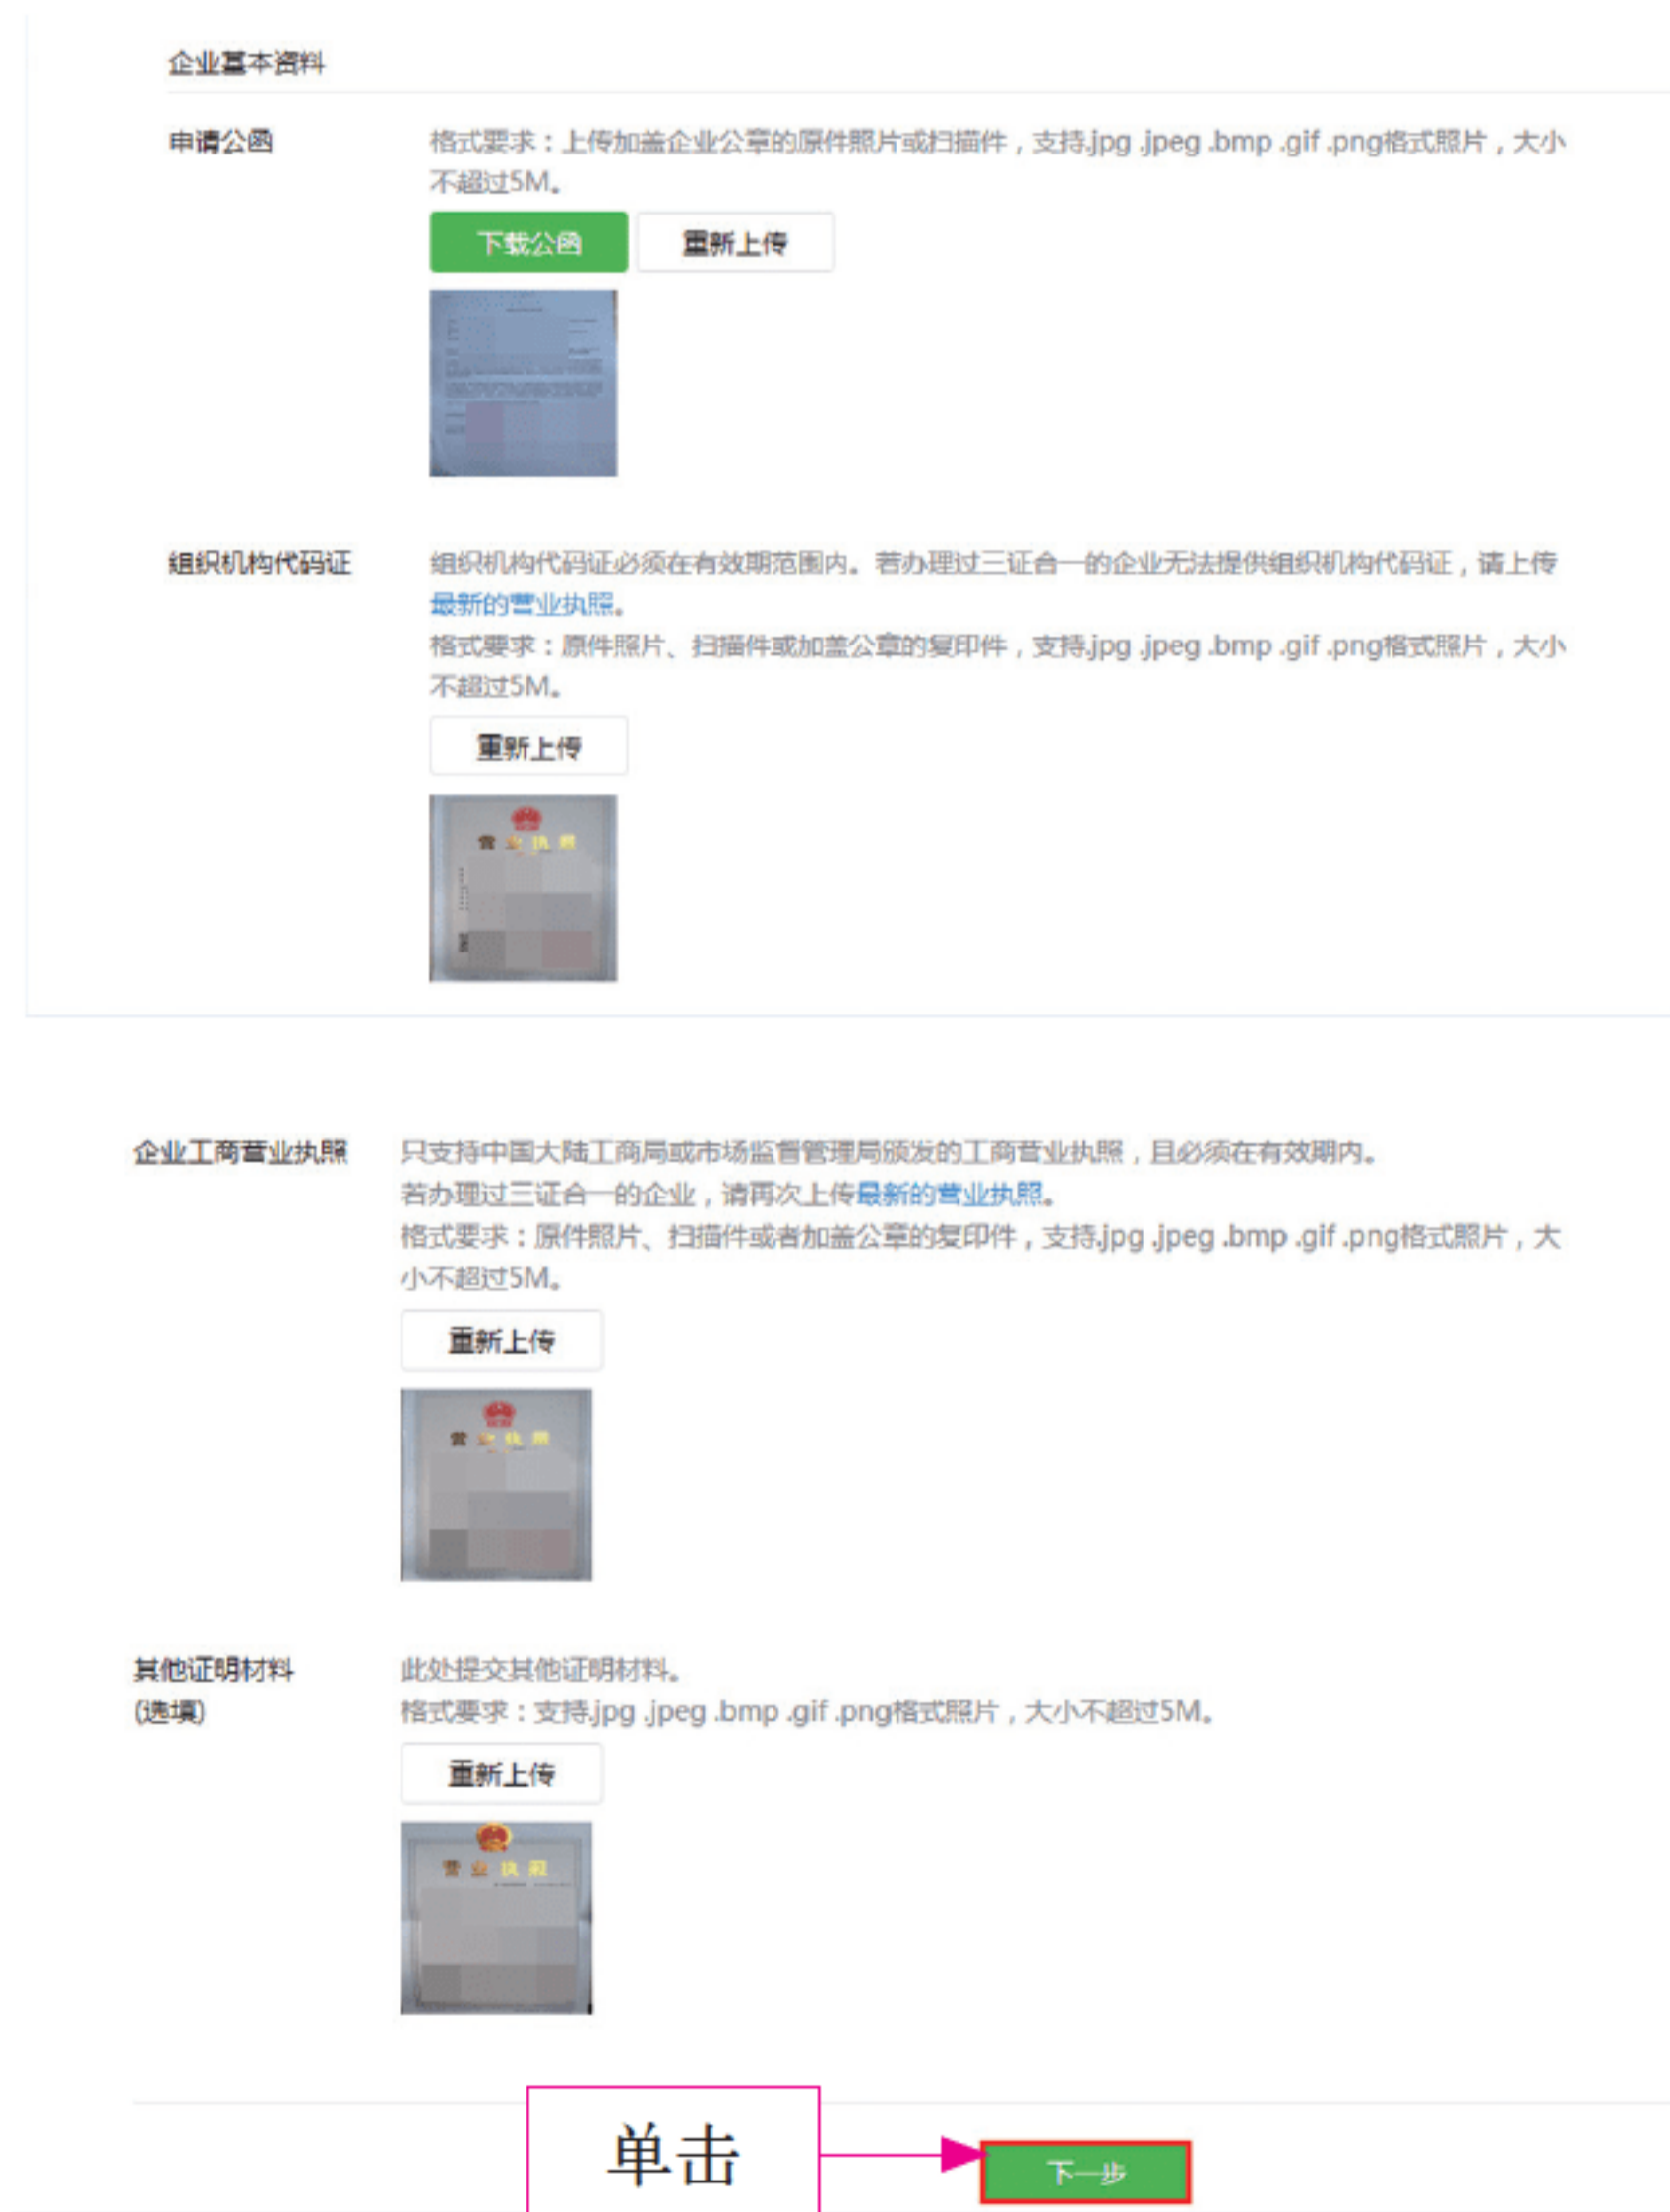 企业基本资料
申请公函
格式要求：上传加盖企业公章的原件照片或扫描件，支持.jpg .jpeg .bmp .gif .png格式照片，大小
不超过5M。
下载公函
重新上传
组织机构代码证
组织机构代码证必须在有效期范围内。若办理过三证合一的企业无法提供组织机构代码证，请上传
最新的营业执照。
格式要求：原件照片、扫描件或加盖公章的复印件，支持.jpg .jpeg .bmp .gif .png格式照片，大小
不超过5M。
重新上传
营业执照
企业工商营业执照
只支持中国大陆工商局或市场监督管理局颁发的工商营业执照，且必须在有效期内。
若办理过三证合一的企业，请再次上传最新的营业执照。
格式要求：原件照片、扫描件或者加盖公章的复印件，支持.jpg .jpeg .bmp .gif .png格式照片，大
小不超过5M。
重新上传
营业执照
其他证明材料
(选填)
此处提交其他证明材料。
格式要求：支持.jpg .jpeg .bmp .gif .png格式照片，大小不超过5M。
重新上传
营业执照
单击
下一步